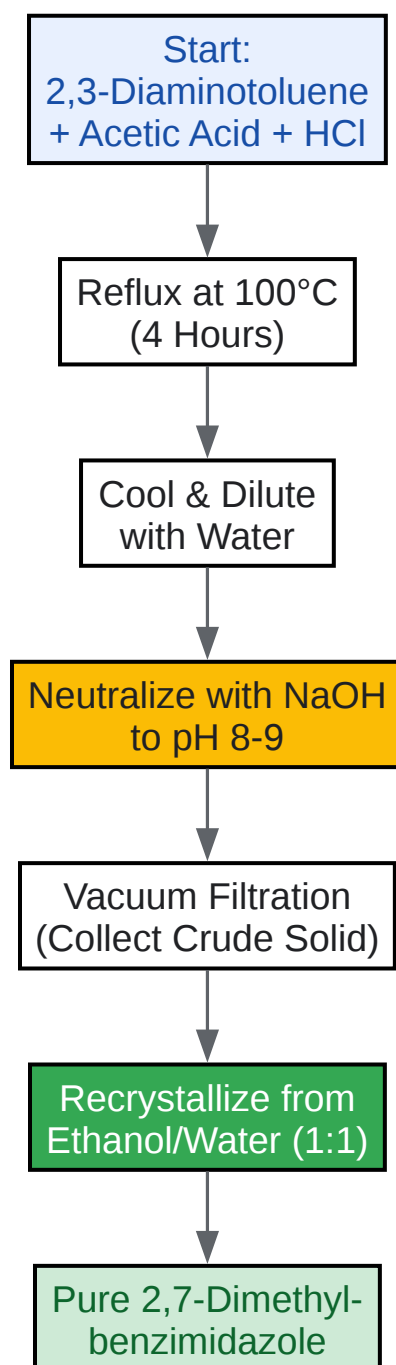 Start:
2,3-Diaminotoluene
+ Acetic Acid + HCl
Reflux at 100°C
(4 Hours)
Cool & Dilute
with Water
Neutralize with NaOH
to pH 8-9
Vacuum Filtration
(Collect Crude Solid)
Recrystallize from
Ethanol/Water (1:1)
Pure 2,7-Dimethyl-
benzimidazole